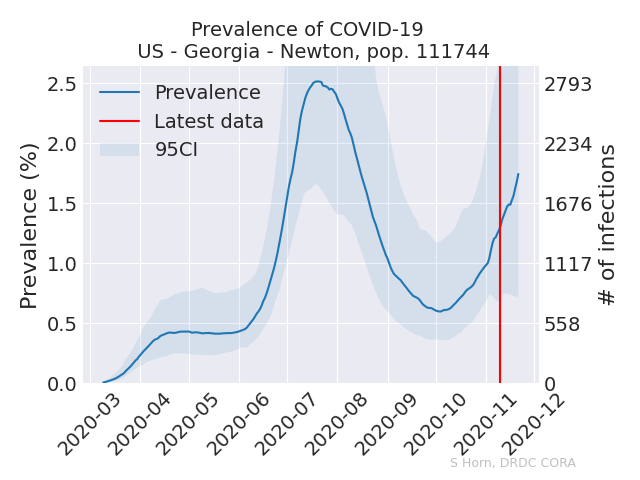 Prevalence of COVID-19
US - Georgia - Newton, pop. 111744
Prevalence (%)
2.5
2.0
1.5
1.0
0.5
0.0
Prevalence
Latest data
95CI
2793
2234
1676
1117
558
0
# of infections
2020-03
2020-04
2020-05
2020-06
2020-07
2020-08
2020-09
2020-10
2020-11
2020-12
S Horn, DRDC CORA